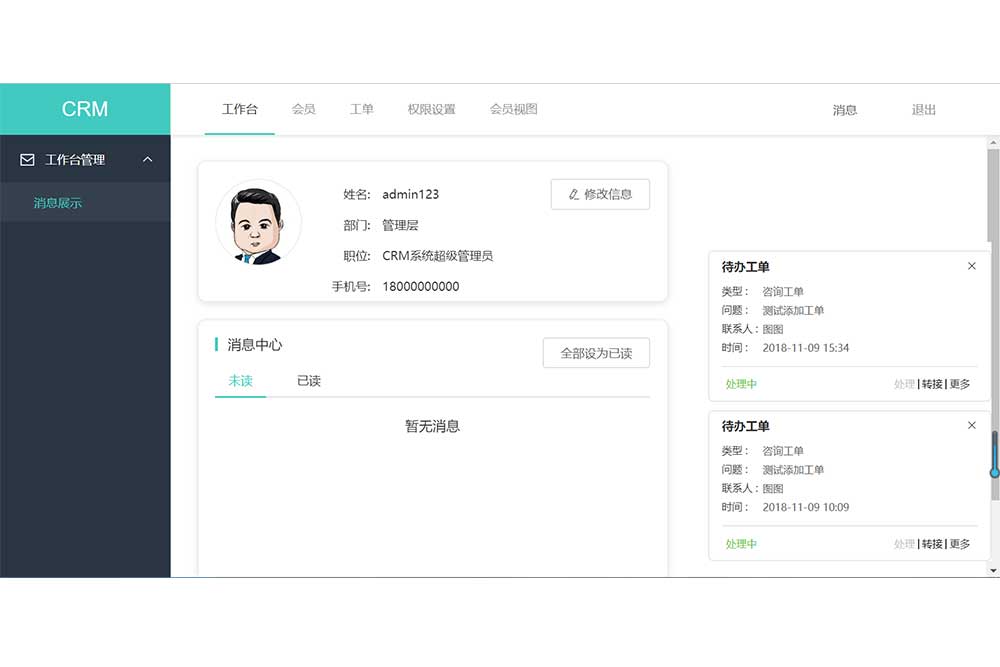 CRM
工作台 会员 工单 权限设置 会员视图 消息 退出
工作台管理
消息展示
姓名: admin123
修改信息
部门: 管理层
职位: CRM系统超级管理员
手机号: 18000000000
消息中心
全部设为已读
未读 已读
暂无消息
待办工单
类型： 咨询工单
问题： 测试添加工单
联系人：图图
时间： 2018-11-09 15:34
处理中 处理|转接|更多
待办工单
类型： 咨询工单
问题： 测试添加工单
联系人：图图
时间： 2018-11-09 10:09
处理中 处理|转接|更多